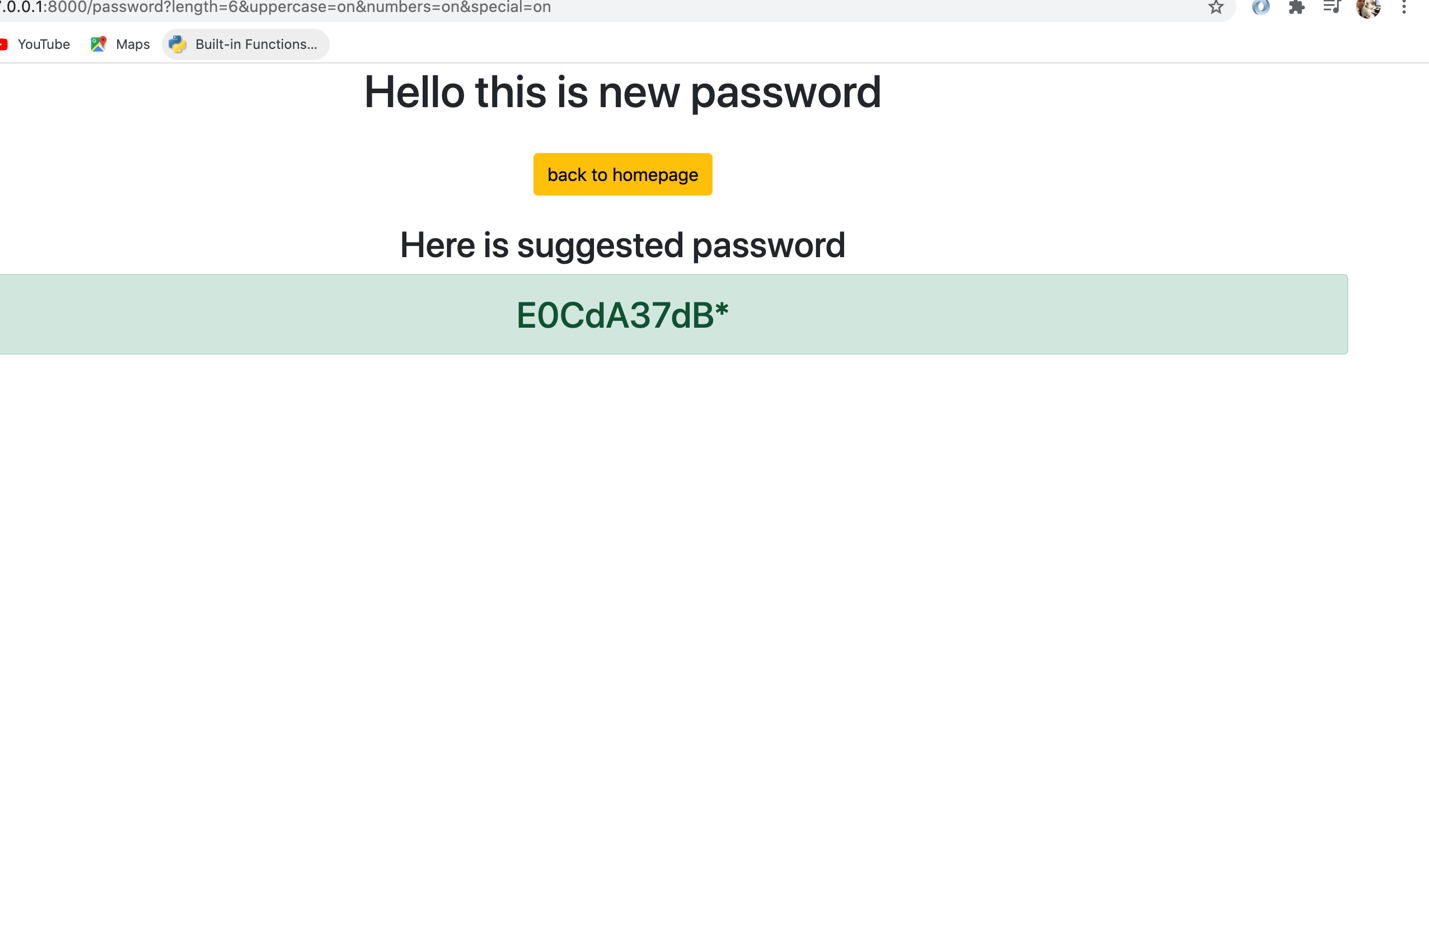 7.0.0.1:8000/password?length=6&uppercase=on&numbers=on&special=on
YouTube Maps Built-in Functions...
Hello this is new password
back to homepage
Here is suggested password
E0CdA37dB*